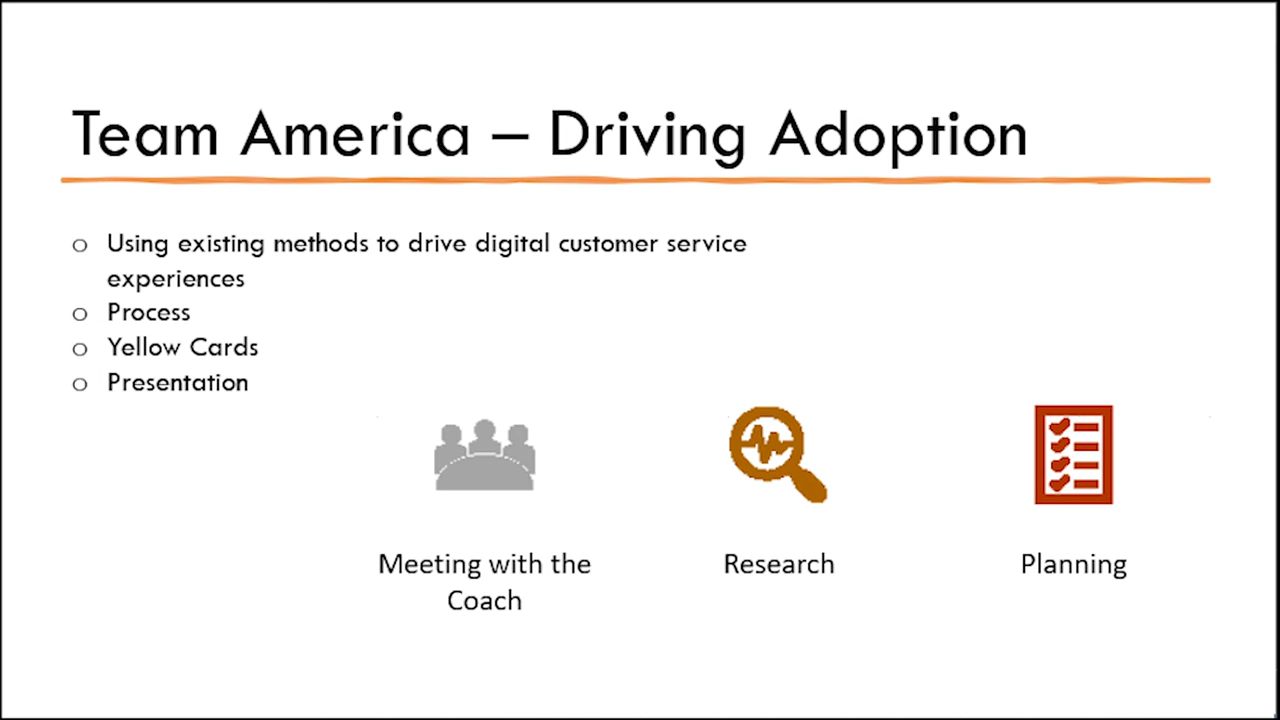 Team America – Driving Adoption
Using existing methods to drive digital customer service
experiences
Process
Yellow Cards
Presentation
Meeting with the
Coach
Research
Planning